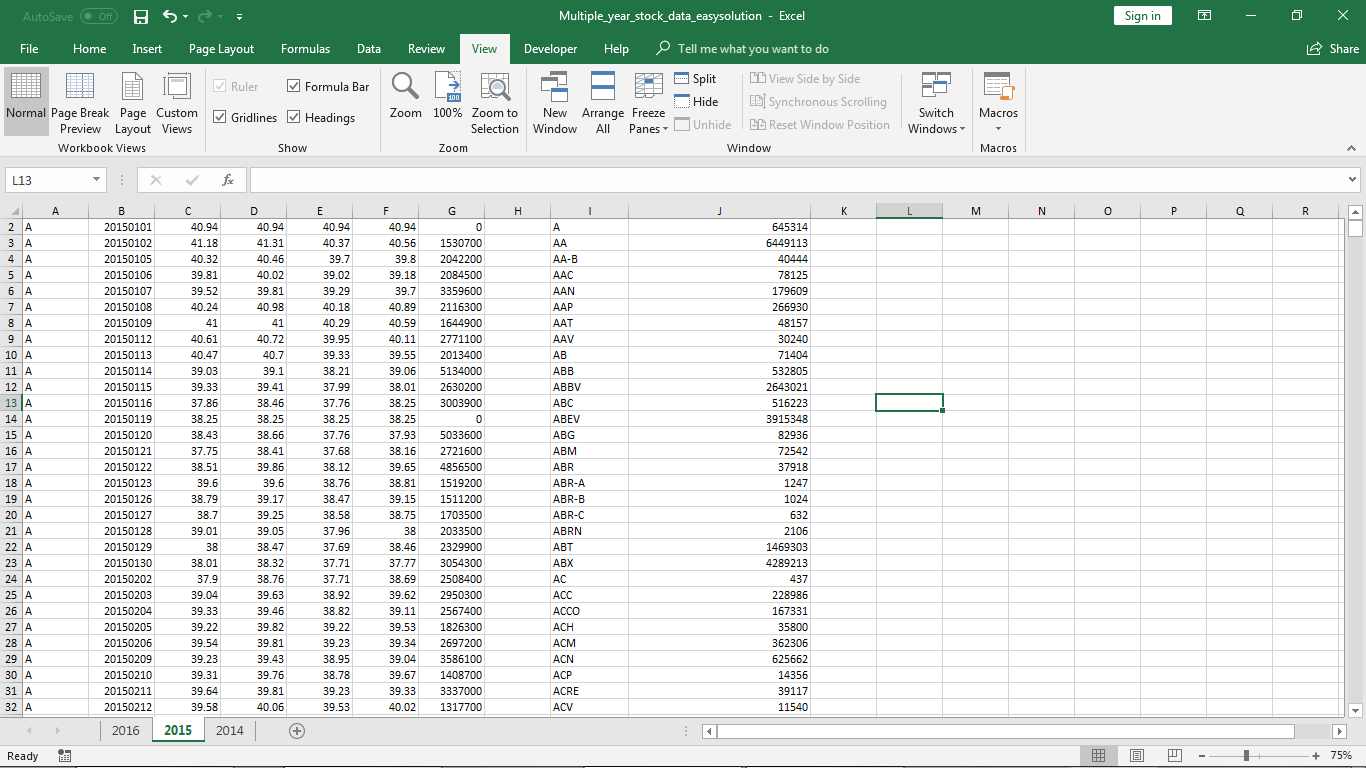 AutoSave Off Multiple_year_stock_data_easysolution - Excel Sign in
File Home Insert Page Layout Formulas Data Review View Developer Help Tell me what you want to do Share
Normal Page Break Preview Page Layout Custom Views
Workbook Views
Ruler Formula Bar
Gridlines Headings
Show
Zoom 100% Zoom to Selection
Zoom
New Window Arrange All Freeze Panes
Split
Hide
Unhide
View Side by Side
Synchronous Scrolling
Reset Window Position
Switch Windows
Window
Macros
Macros
L13 fx
A B C D E F G H I J K L M N O P Q R
2 A 20150101 40.94 40.94 40.94 40.94 0 A 645314
3 A 20150102 41.18 41.31 40.37 40.56 1530700 AA 6449113
4 A 20150105 40.32 40.46 39.7 39.8 2042200 AA-B 40444
5 A 20150106 39.81 40.02 39.02 39.18 2084500 AAC 78125
6 A 20150107 39.52 39.81 39.29 39.7 3359600 AAN 179609
7 A 20150108 40.24 40.98 40.18 40.89 2116300 AAP 266930
8 A 20150109 41 41 40.29 40.59 1644900 AAT 48157
9 A 20150112 40.61 40.72 39.95 40.11 2771100 AAV 30240
10 A 20150113 40.47 40.7 39.33 39.55 2013400 AB 71404
11 A 20150114 39.03 39.1 38.21 39.06 5134000 ABB 532805
12 A 20150115 39.33 39.41 37.99 38.01 2630200 ABBV 2643021
13 A 20150116 37.86 38.46 37.76 38.25 3003900 ABC 516223
14 A 20150119 38.25 38.25 38.25 38.25 0 ABEV 3915348
15 A 20150120 38.43 38.66 37.76 37.93 5033600 ABG 82936
16 A 20150121 37.75 38.41 37.68 38.16 2721600 ABM 72542
17 A 20150122 38.51 39.86 38.12 39.65 4856500 ABR 37918
18 A 20150123 39.6 39.6 38.76 38.81 1519200 ABR-A 1247
19 A 20150126 38.79 39.17 38.47 39.15 1511200 ABR-B 1024
20 A 20150127 38.7 39.25 38.58 38.75 1703500 ABR-C 632
21 A 20150128 39.01 39.05 37.96 38 2033500 ABRN 2106
22 A 20150129 38 38.47 37.69 38.46 2329900 ABT 1469303
23 A 20150130 38.01 38.32 37.71 37.77 3054300 ABX 4289213
24 A 20150202 37.9 38.76 37.71 38.69 2508400 AC 437
25 A 20150203 39.04 39.63 38.92 39.62 2950300 ACC 228986
26 A 20150204 39.33 39.46 38.82 39.11 2567400 ACCO 167331
27 A 20150205 39.22 39.82 39.22 39.53 1826300 ACH 35800
28 A 20150206 39.54 39.81 39.23 39.34 2697200 ACM 362306
29 A 20150209 39.23 39.43 38.95 39.04 3586100 ACN 625662
30 A 20150210 39.31 39.76 38.78 39.67 1408700 ACP 14356
31 A 20150211 39.64 39.81 39.23 39.33 3337000 ACRE 39117
32 A 20150212 39.58 40.06 39.53 40.02 1317700 ACV 11540
2016 2015 2014
Ready 75%